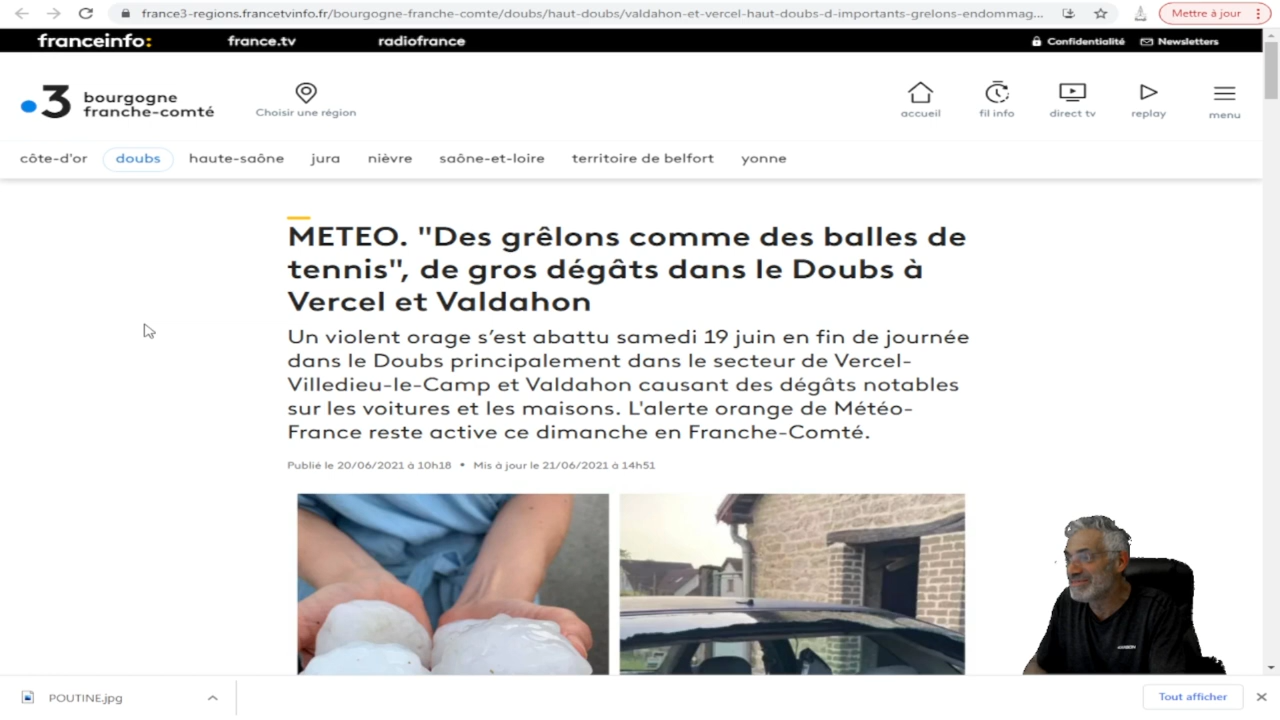 france3-regions.francetvinfo.fr/bourgogne-franche-comte/doubs/haut-doubs/valdahon-et-vercel-haut-doubs-d-importants-grelons-endommag...
Mettre à jour
franceinfo:
france.tv
radiofrance
Confidentialité
Newsletters
3 bourgogne
franche-comté
Choisir une région
accueil
fil info
direct tv
replay
menu
côte-d'or
doubs
haute-saône
jura
nièvre
saône-et-loire
territoire de belfort
yonne
METEO. "Des grêlons comme des balles de
tennis", de gros dégâts dans le Doubs à
Vercel et Valdahon
Un violent orage s’est abattu samedi 19 juin en fin de journée
dans le Doubs principalement dans le secteur de Vercel-
Villedieu-le-Camp et Valdahon causant des dégâts notables
sur les voitures et les maisons. L'alerte orange de Météo-
France reste active ce dimanche en Franche-Comté.
Publié le 20/06/2021 à 10h18 • Mis à jour le 21/06/2021 à 14h51
POUTINE.jpg
Tout afficher